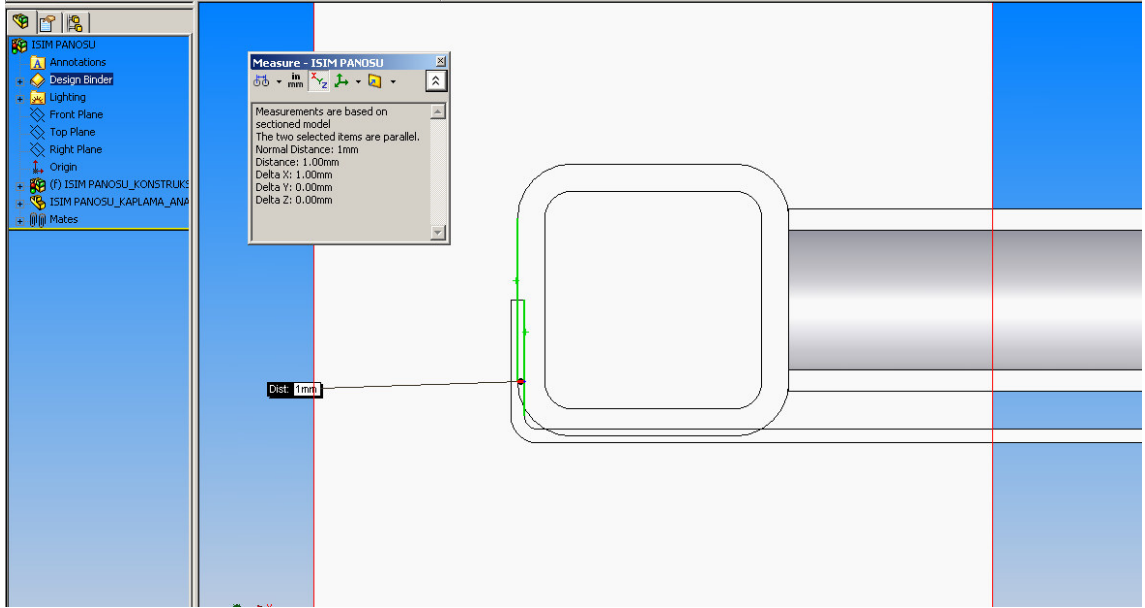 ISIM PANOSU
Annotations
Design Binder
Lighting
Front Plane
Top Plane
Right Plane
Origin
(f) ISIM PANOSU_KONSTRUKS
ISIM PANOSU_KAPLAMA_ANA
Mates
Measure - ISIM PANOSU
in
mm
X Y Z
Measurements are based on
sectioned model
The two selected items are parallel.
Normal Distance: 1mm
Distance: 1.00mm
Delta X: 1.00mm
Delta Y: 0.00mm
Delta Z: 0.00mm
Dist: 1mm